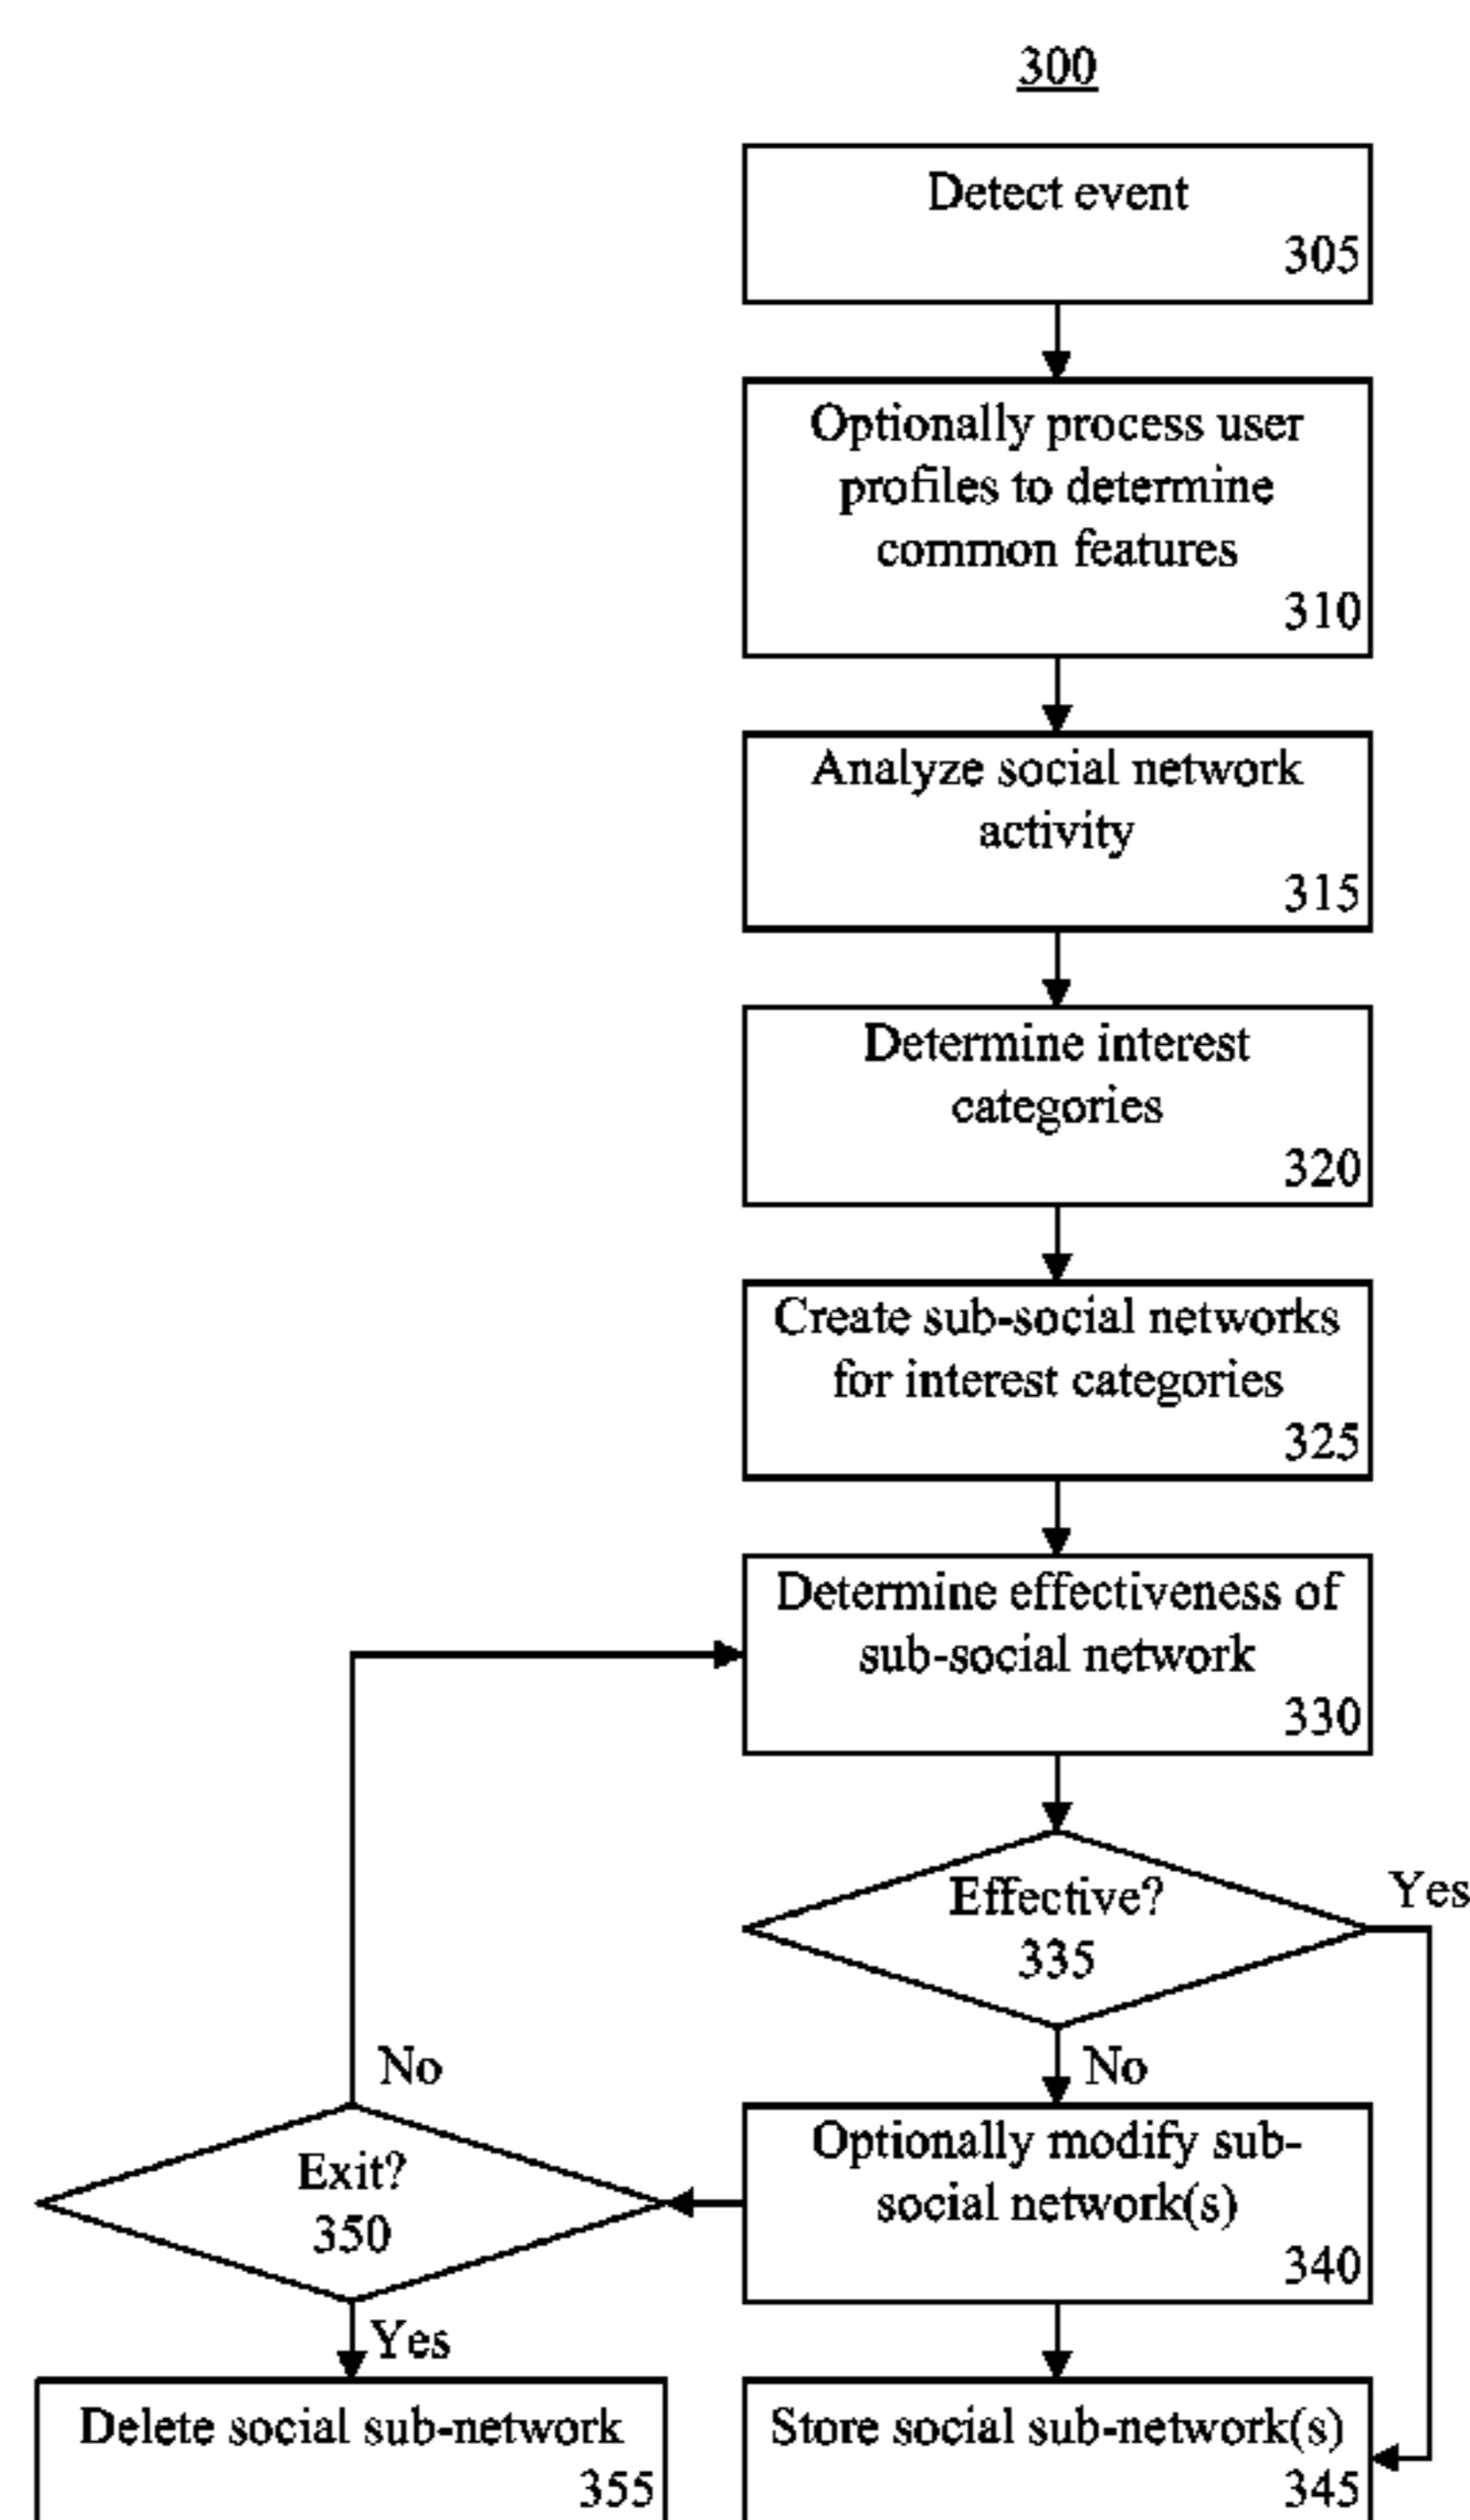 300
Detect event
305
Optionally process user
profiles to determine
common features
310
Analyze social network
activity
315
Determine interest
categories
320
Create sub-social networks
for interest categories
325
Determine effectiveness of
sub-social network
330
Effective?
335
Yes
No
No
Optionally modify sub-
social network(s)
340
Exit?
350
Yes
Delete social sub-network
355
Store social sub-network(s)
345